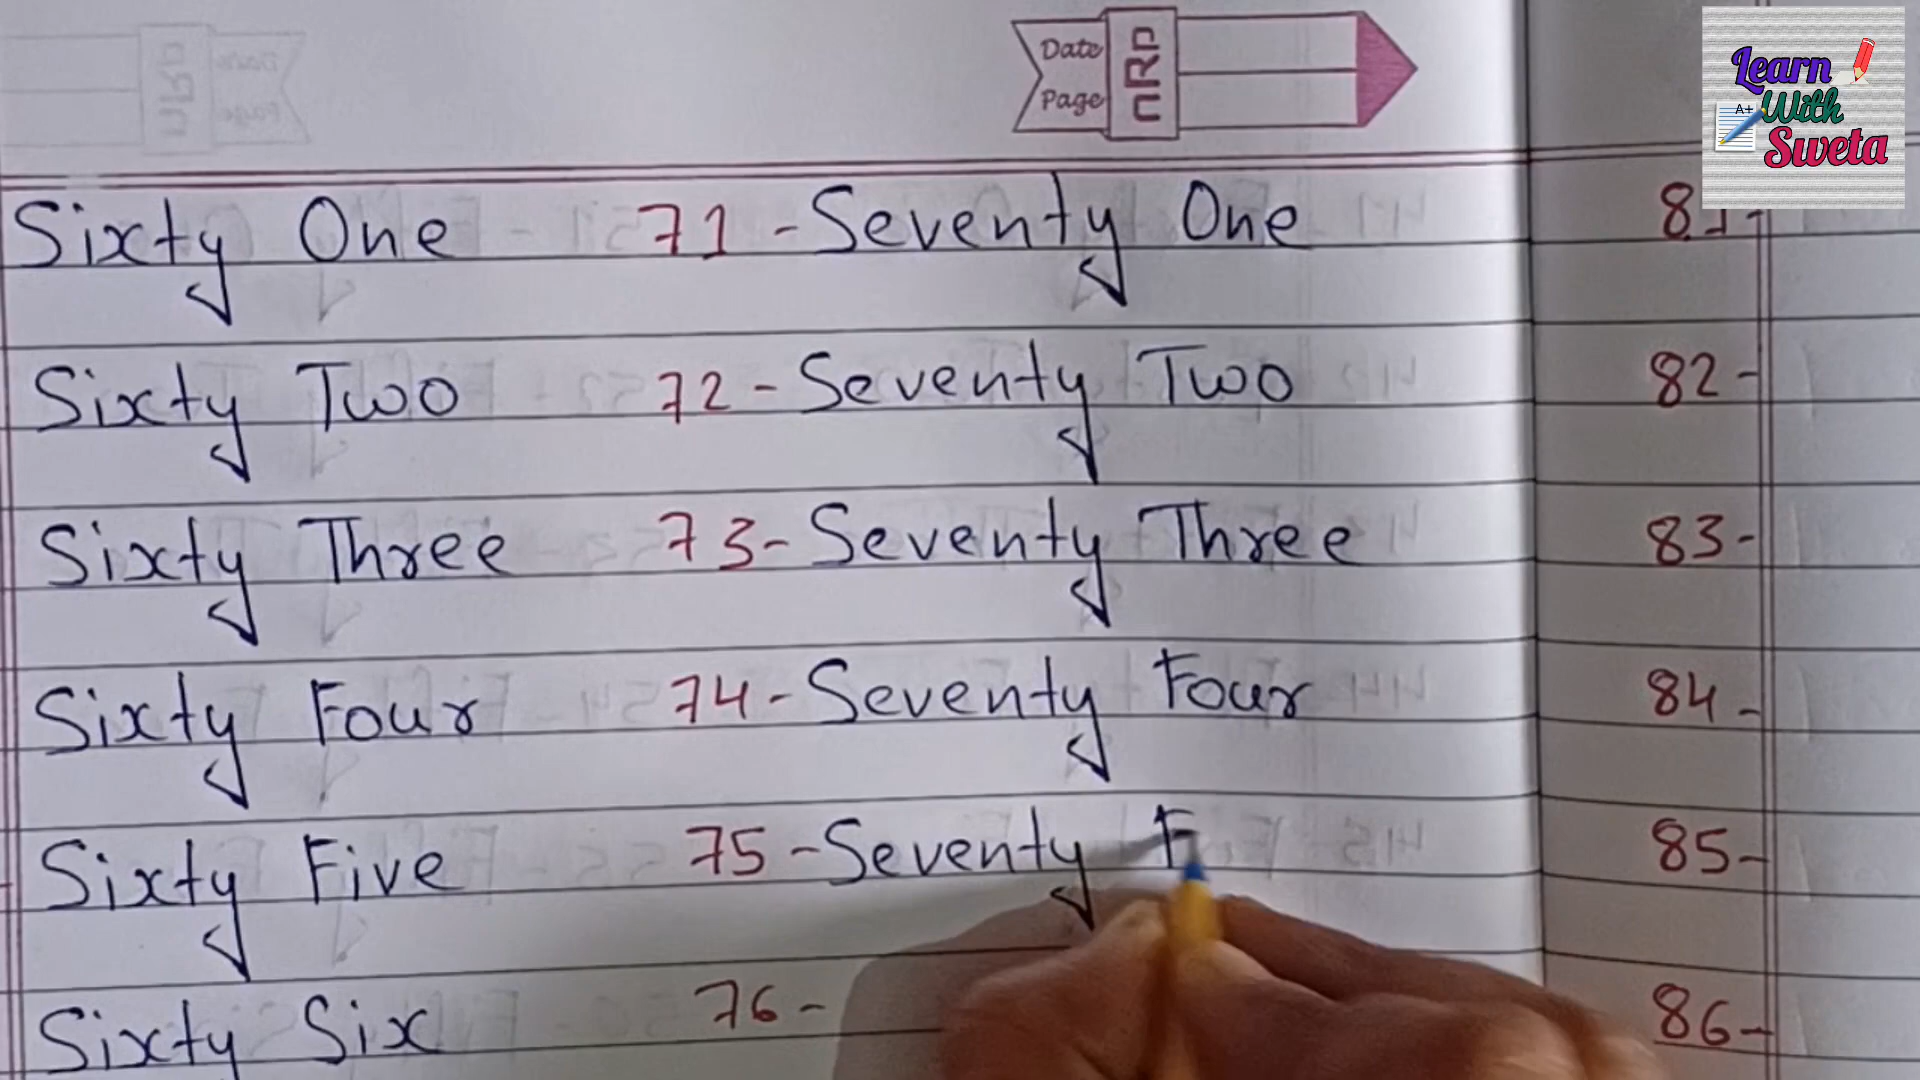 Date
Page
nRp
Learn
With
Sweta
A+
Sixty One 71 - Seventy One 81-
Sixty Two 72 - Seventy Two 82-
Sixty Three 73 - Seventy Three 83-
Sixty Four 74 - Seventy Four 84-
Sixty Five 75 - Seventy F 85-
Sixty Six 76 - 86-